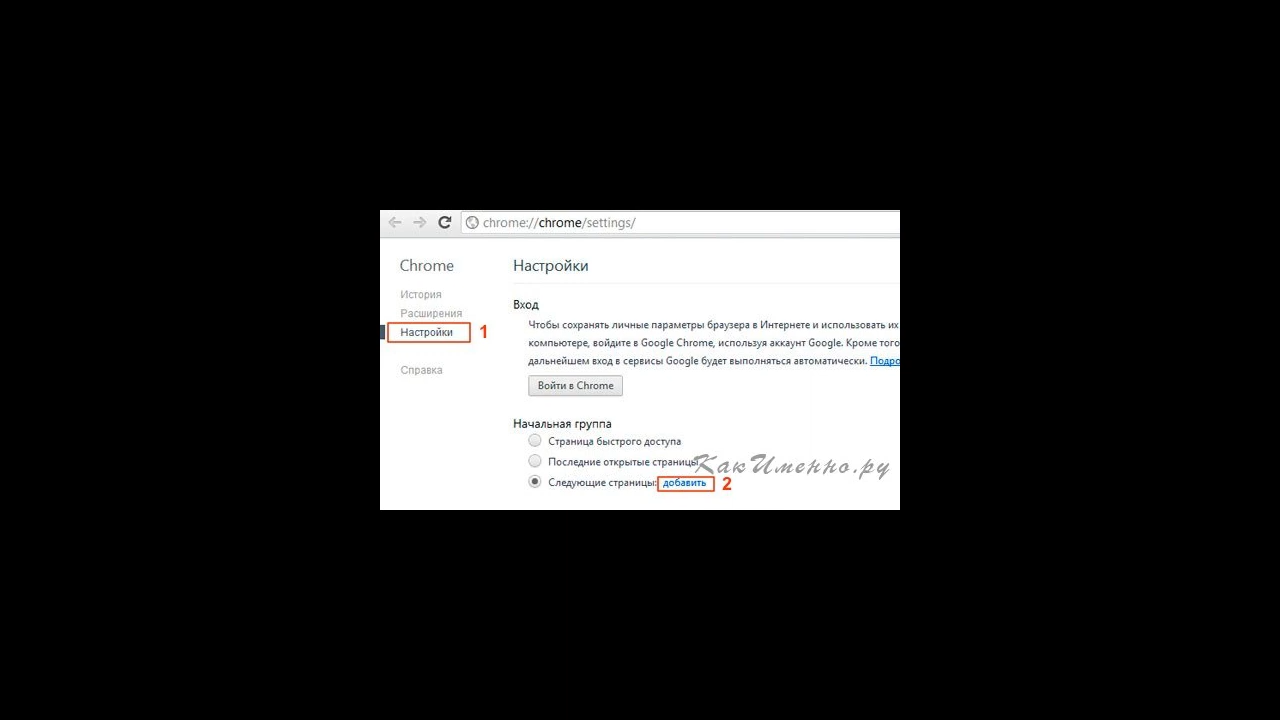 chrome://chrome/settings/
Chrome
История
Расширения
Настройки 1
Справка
Настройки
Вход
Чтобы сохранять личные параметры браузера в Интернете и использовать их
компьютере, войдите в Google Chrome, используя аккаунт Google. Кроме того
дальнейшем вход в сервисы Google будет выполняться автоматически. Подро
Войти в Chrome
Начальная группа
Страница быстрого доступа
Последние открытые страницы
КакИменно.ру
Следующие страницы: добавить 2